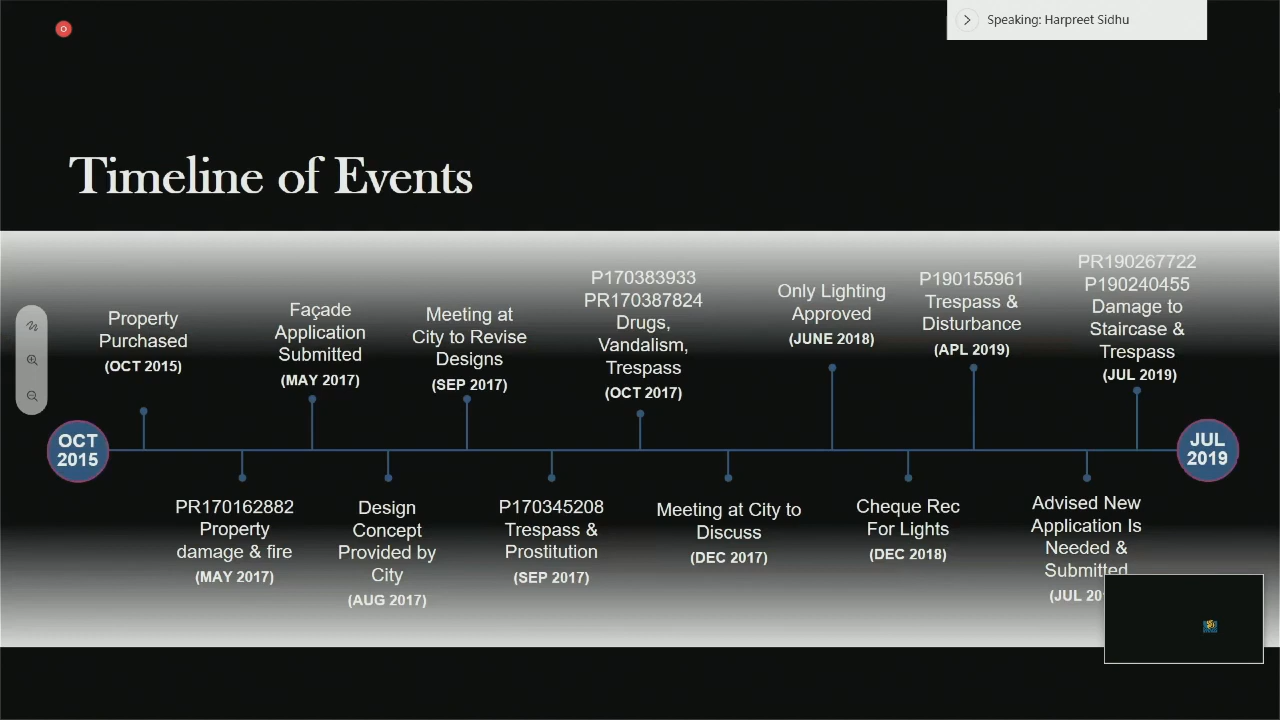 Speaking: Harpreet Sidhu
Timeline of Events
Property
Purchased
(OCT 2015)
Façade
Application
Submitted
(MAY 2017)
Meeting at
City to Revise
Designs
(SEP 2017)
P170383933
PR170387824
Drugs,
Vandalism,
Trespass
(OCT 2017)
Only Lighting
Approved
(JUNE 2018)
P190155961
Trespass &
Disturbance
(APL 2019)
PR190267722
P190240455
Damage to
Staircase &
Trespass
(JUL 2019)
OCT
2015
JUL
2019
PR170162882
Property
damage & fire
(MAY 2017)
Design
Concept
Provided by
City
(AUG 2017)
P170345208
Trespass &
Prostitution
(SEP 2017)
Meeting at City to
Discuss
(DEC 2017)
Cheque Rec
For Lights
(DEC 2018)
Advised New
Application Is
Needed &
Submitted
(JUL 20